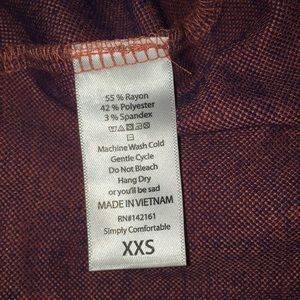 55 % Rayon
42 % Polyester
3 % Spandex
Machine Wash Cold
Gentle Cycle
Do Not Bleach
Hang Dry
or you'll be sad
MADE IN VIETNAM
RN#142161
Simply Comfortable
XXS